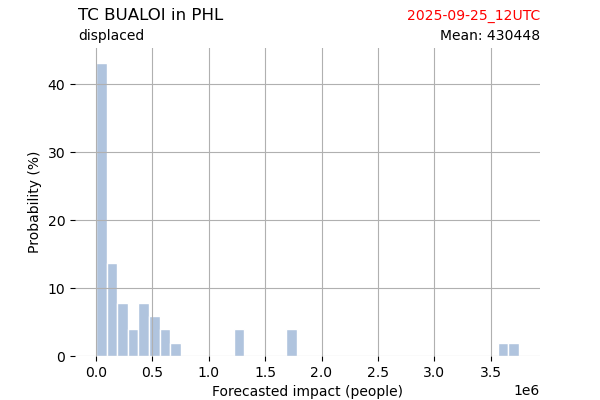 TC BUALOI in PHL
2025-09-25_12UTC
displaced
Mean: 430448
Probability (%)
40
30
20
10
0
0.0 0.5 1.0 1.5 2.0 2.5 3.0 3.5
1e6
Forecasted impact (people)